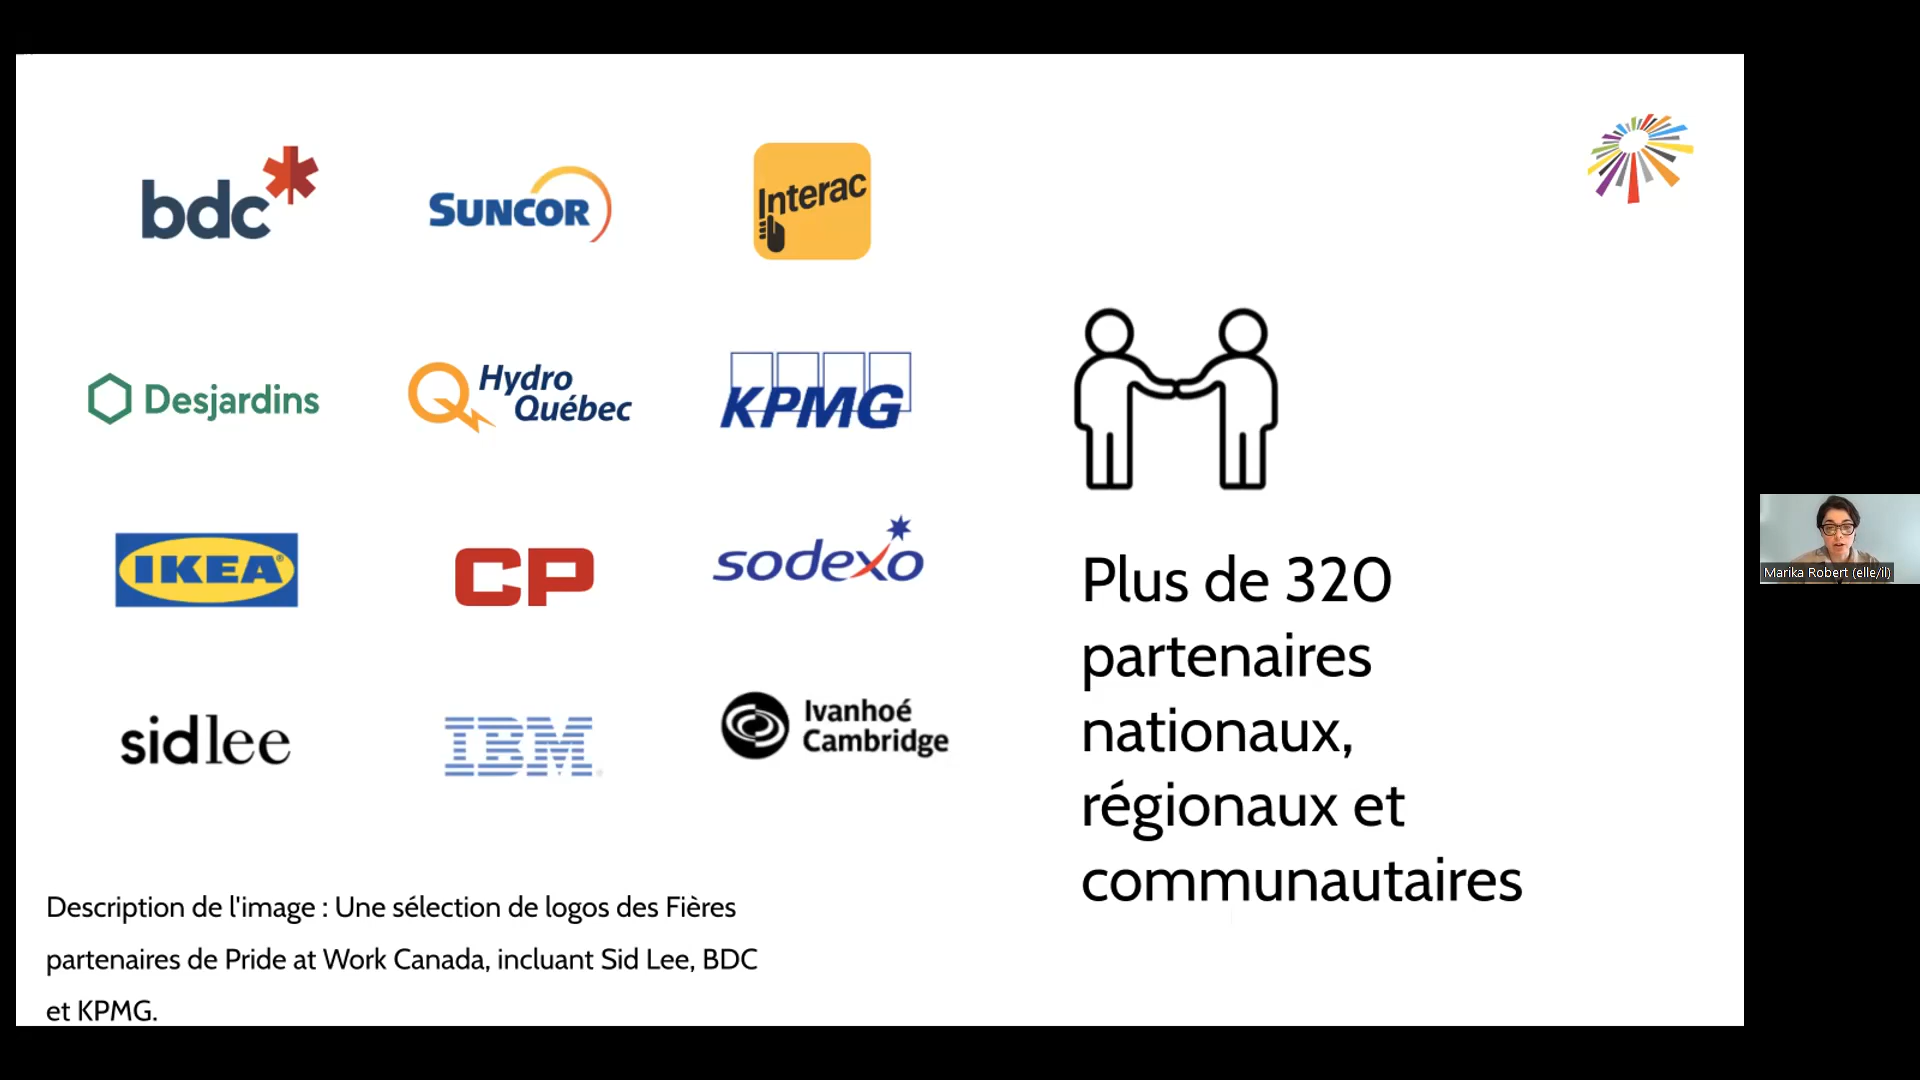 bdc
SUNCOR
Interac
Desjardins
Hydro
Québec
KPMG
IKEA
CP
sodexo
sidlee
IBM
Ivanhoé
Cambridge
Plus de 320
partenaires
nationaux,
régionaux et
communautaires
Description de l'image : Une sélection de logos des Fières
partenaires de Pride at Work Canada, incluant Sid Lee, BDC
et KPMG.
Marika Robert (elle/il)